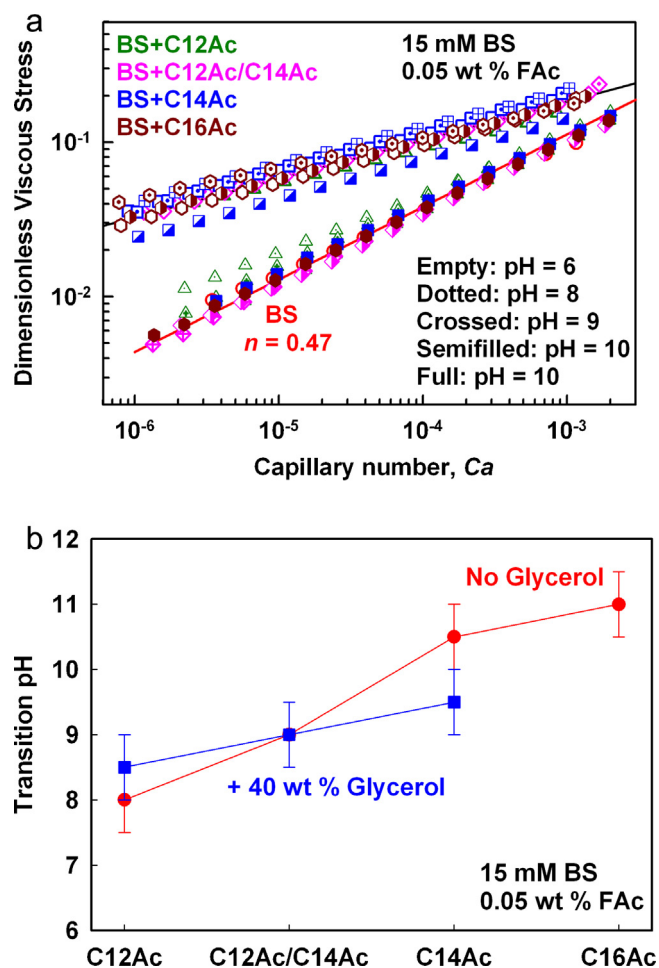 a
BS+C12Ac
BS+C12Ac/C14Ac
BS+C14Ac
BS+C16Ac
15 mM BS
0.05 wt % FAc
Dimensionless Viscous Stress
10-1
10-2
BS
n = 0.47
Empty: pH = 6
Dotted: pH = 8
Crossed: pH = 9
Semifilled: pH = 10
Full: pH = 10
10-6
10-5
10-4
10-3
Capillary number, Ca
b
Transition pH
12
11
10
9
8
7
6
No Glycerol
+ 40 wt % Glycerol
15 mM BS
0.05 wt % FAc
C12Ac
C12Ac/C14Ac
C14Ac
C16Ac